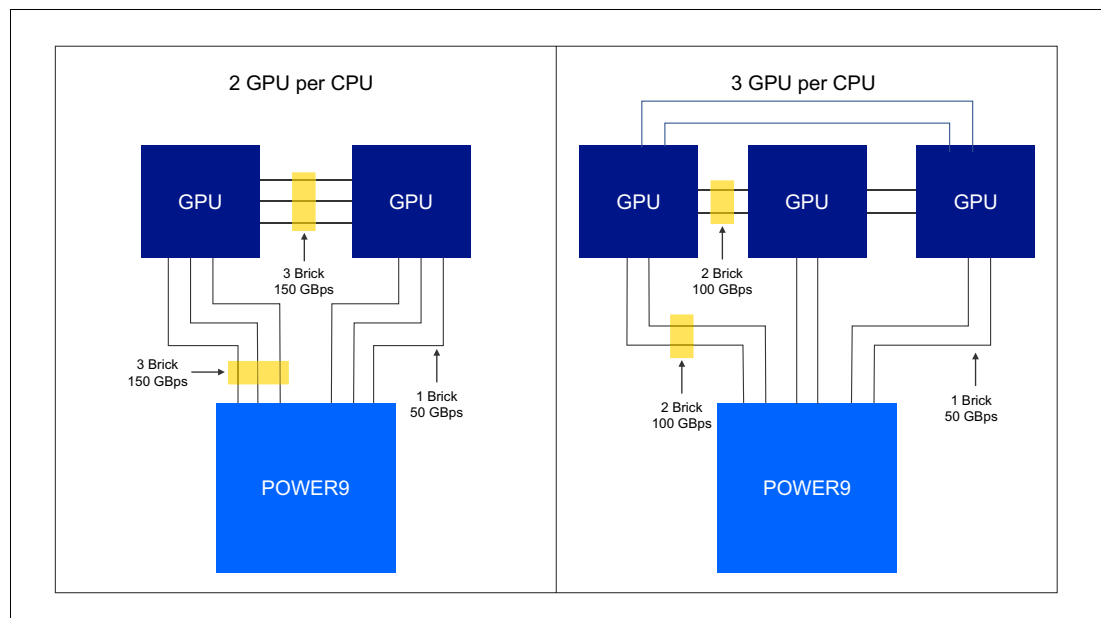 2 GPU per CPU
GPU
GPU
3 Brick
150 GBps
3 Brick
150 GBps
1 Brick
50 GBps
POWER9
3 GPU per CPU
GPU
GPU
GPU
2 Brick
100 GBps
2 Brick
100 GBps
1 Brick
50 GBps
POWER9